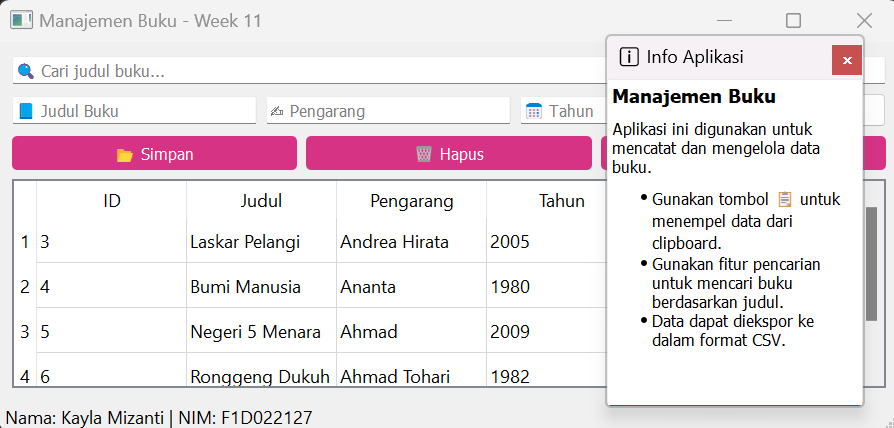 Manajemen Buku - Week 11
Cari judul buku...
Judul Buku
Pengarang
Tahun
Simpan
Hapus
ID Judul Pengarang Tahun
1 3 Laskar Pelangi Andrea Hirata 2005
2 4 Bumi Manusia Ananta 1980
3 5 Negeri 5 Menara Ahmad 2009
4 6 Ronggeng Dukuh Ahmad Tohari 1982
Nama: Kayla Mizanti | NIM: F1D022127
Info Aplikasi
Manajemen Buku
Aplikasi ini digunakan untuk
mencatat dan mengelola data
buku.
• Gunakan tombol 📋 untuk
menempel data dari
clipboard.
• Gunakan fitur pencarian
untuk mencari buku
berdasarkan judul.
• Data dapat diekspor ke
dalam format CSV.